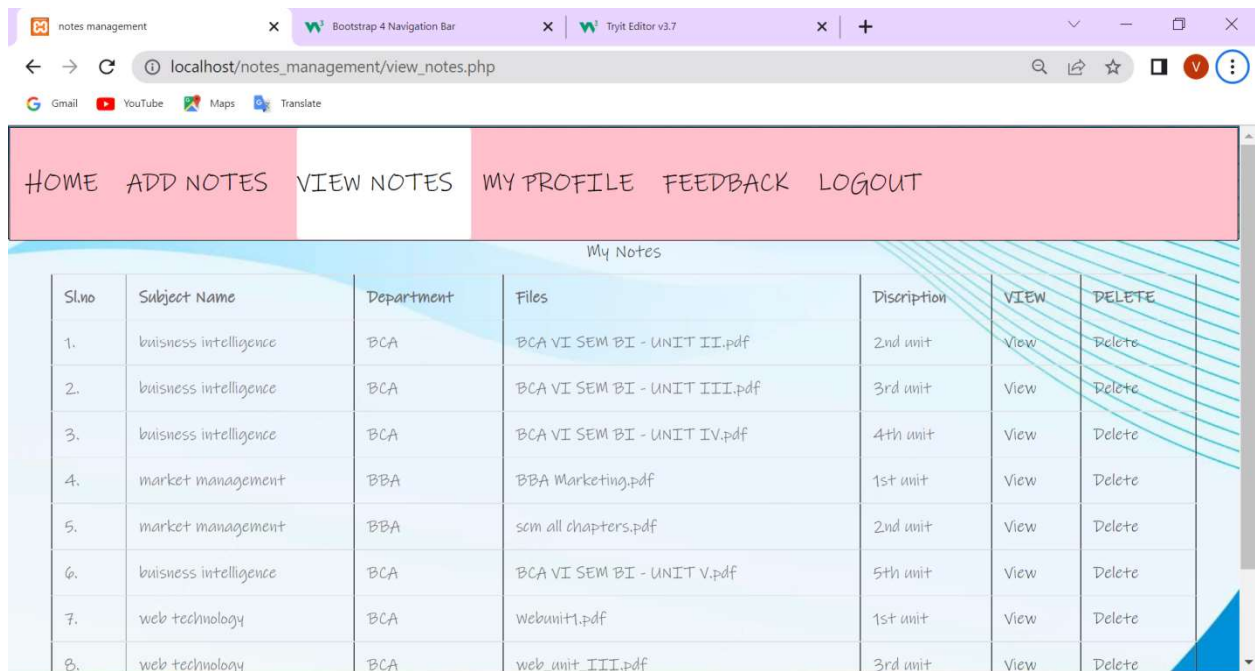 notes management Bootstrap 4 Navigation Bar Tryit Editor v3.7
localhost/notes_management/view_notes.php V
Gmail YouTube Maps Translate
HOME ADD NOTES VIEW NOTES MY PROFILE FEEDBACK LOGOUT
My Notes
Sl.no Subject Name Department Files Discription VIEW DELETE
1. buisness intelligence BCA BCA VI SEM BI - UNIT II.pdf 2nd unit View Delete
2. buisness intelligence BCA BCA VI SEM BI - UNIT III.pdf 3rd unit View Delete
3. buisness intelligence BCA BCA VI SEM BI - UNIT IV.pdf 4th unit View Delete
4. market management BBA BBA Marketing.pdf 1st unit View Delete
5. market management BBA scm all chapters.pdf 2nd unit View Delete
6. buisness intelligence BCA BCA VI SEM BI - UNIT V.pdf 5th unit View Delete
7. web technology BCA Webunit1.pdf 1st unit View Delete
8. web technology BCA web_unit_III.pdf 3rd unit View Delete